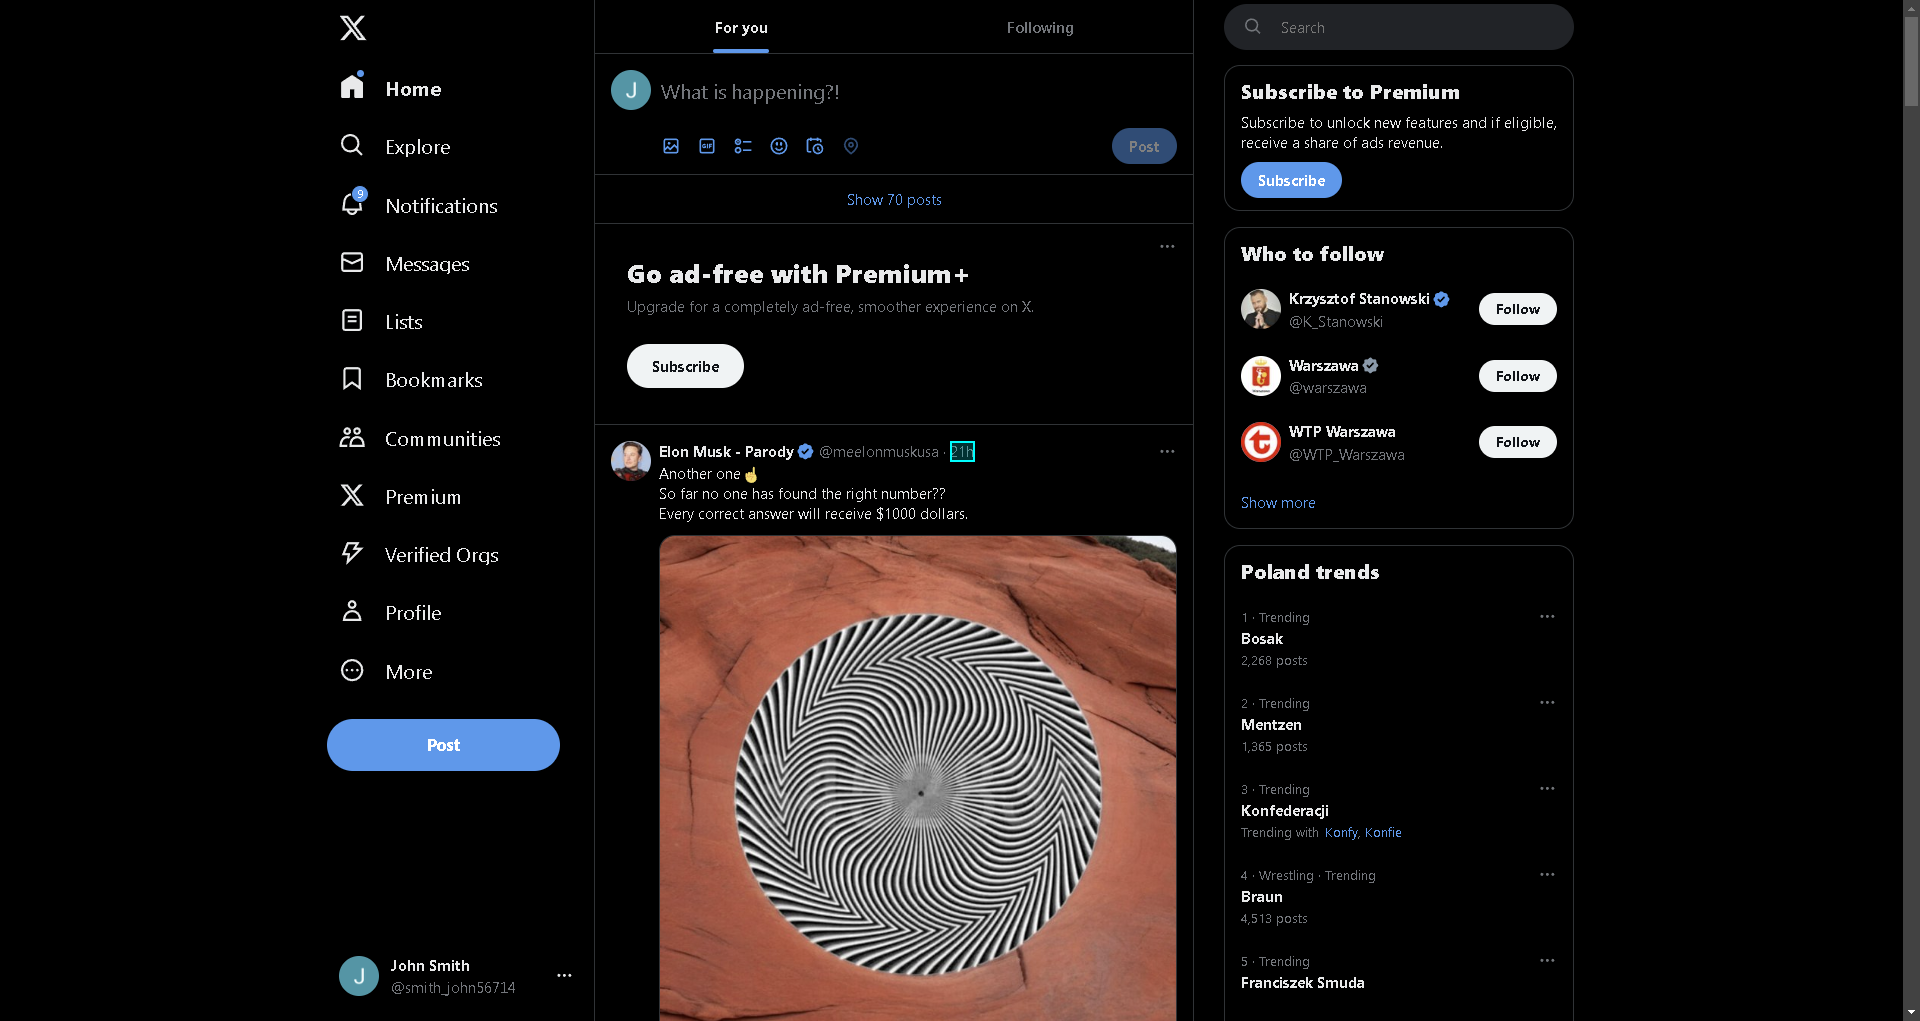 For you
Following
Search
Home
Explore
9
Notifications
Messages
Lists
Bookmarks
Communities
Premium
Verified Orgs
Profile
More
Post
John Smith
@smith_john56714
J
J
What is happening?!
GIF
Post
Show 70 posts
Go ad-free with Premium+
Upgrade for a completely ad-free, smoother experience on X.
Subscribe
Elon Musk - Parody @meelonmuskusa · 21h
Another one☝️
So far no one has found the right number??
Every correct answer will receive $1000 dollars.
Subscribe to Premium
Subscribe to unlock new features and if eligible,
receive a share of ads revenue.
Subscribe
Who to follow
Krzysztof Stanowski
@K_Stanowski
Follow
Warszawa
@warszawa
Follow
WTP Warszawa
@WTP_Warszawa
Follow
Show more
Poland trends
1 · Trending
Bosak
2,268 posts
2 · Trending
Mentzen
1,365 posts
3 · Trending
Konfederacji
Trending with Konfy, Konfie
4 · Wrestling · Trending
Braun
4,513 posts
5 · Trending
Franciszek Smuda